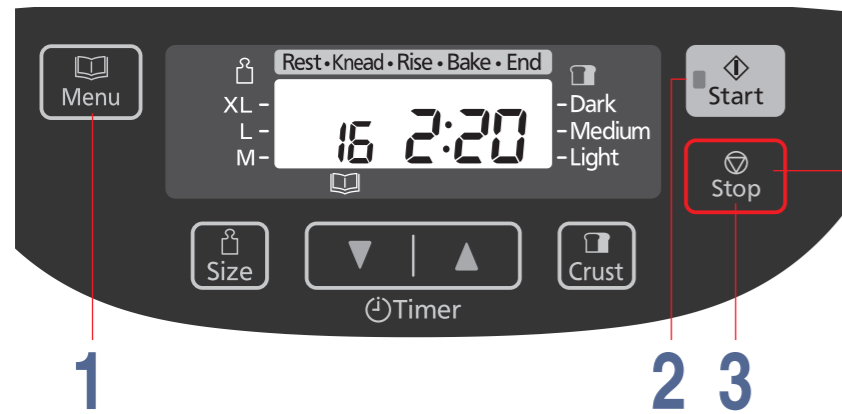 Menu
Rest • Knead • Rise • Bake • End
XL -
L -
M -
16 2:20
- Dark
- Medium
- Light
Start
Stop
Size
Timer
Crust
1
2
3